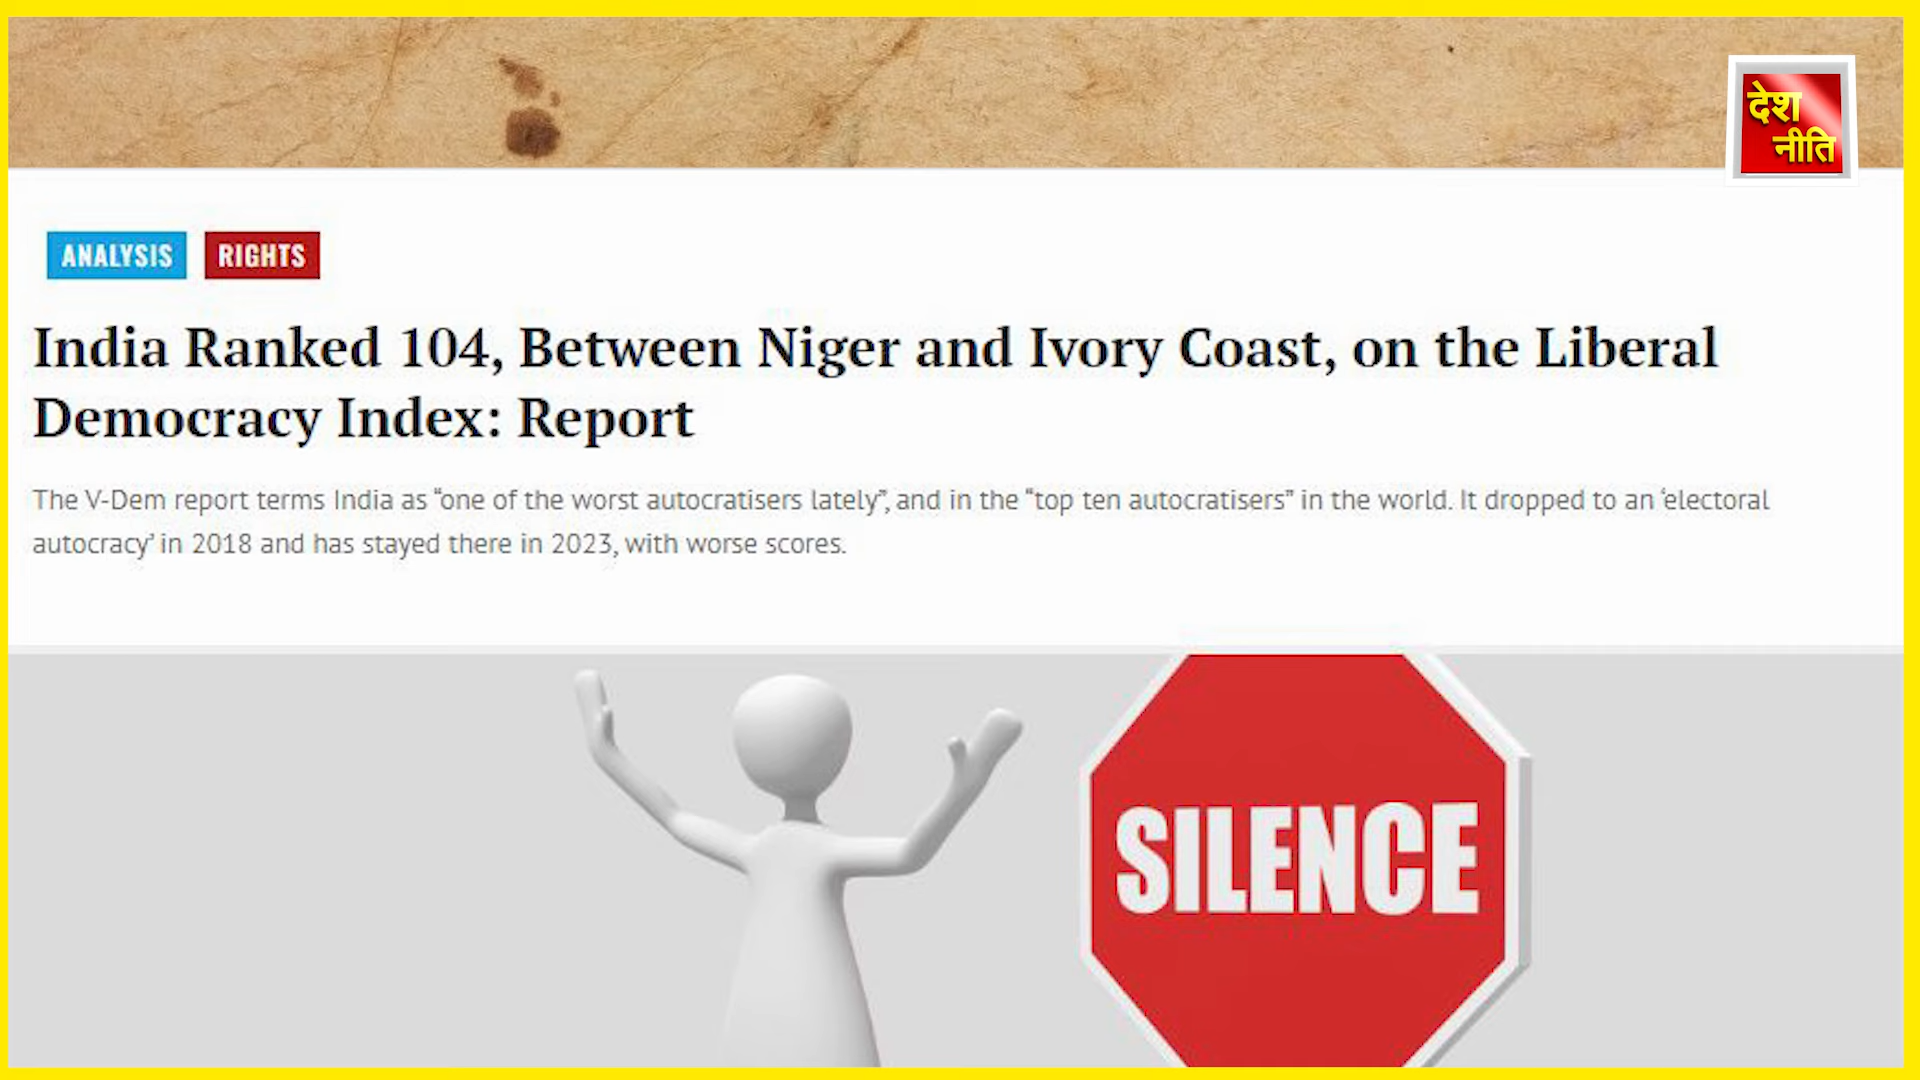 देश
नीति
ANALYSIS RIGHTS
India Ranked 104, Between Niger and Ivory Coast, on the Liberal
Democracy Index: Report
The V-Dem report terms India as “one of the worst autocratisers lately”, and in the “top ten autocratisers” in the world. It dropped to an ‘electoral
autocracy’ in 2018 and has stayed there in 2023, with worse scores.
SILENCE